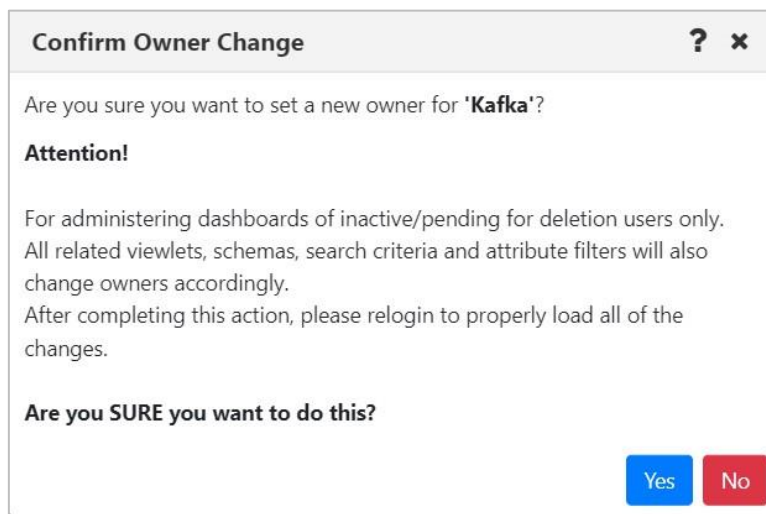 Confirm Owner Change ? ×
Are you sure you want to set a new owner for 'Kafka'?
Attention!
For administering dashboards of inactive/pending for deletion users only.
All related viewlets, schemas, search criteria and attribute filters will also
change owners accordingly.
After completing this action, please relogin to properly load all of the
changes.
Are you SURE you want to do this?
Yes No